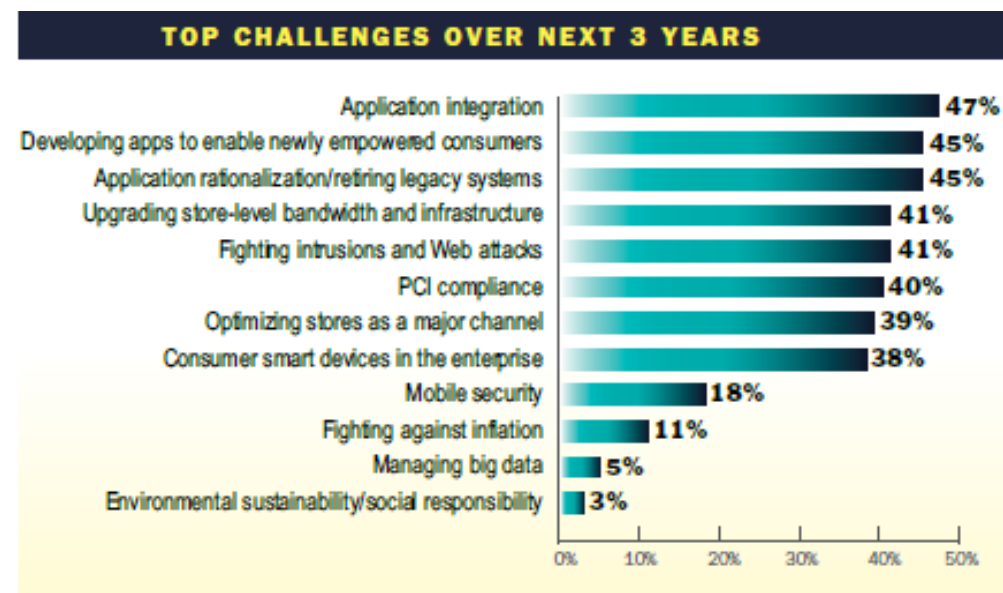 TOP CHALLENGES OVER NEXT 3 YEARS
Application integration 47%
Developing apps to enable newly empowered consumers 45%
Application rationalization/retiring legacy systems 45%
Upgrading store-level bandwidth and infrastructure 41%
Fighting intrusions and Web attacks 41%
PCI compliance 40%
Optimizing stores as a major channel 39%
Consumer smart devices in the enterprise 38%
Mobile security 18%
Fighting against inflation 11%
Managing big data 5%
Environmental sustainability/social responsibility 3%
0% 10% 20% 30% 40% 50%